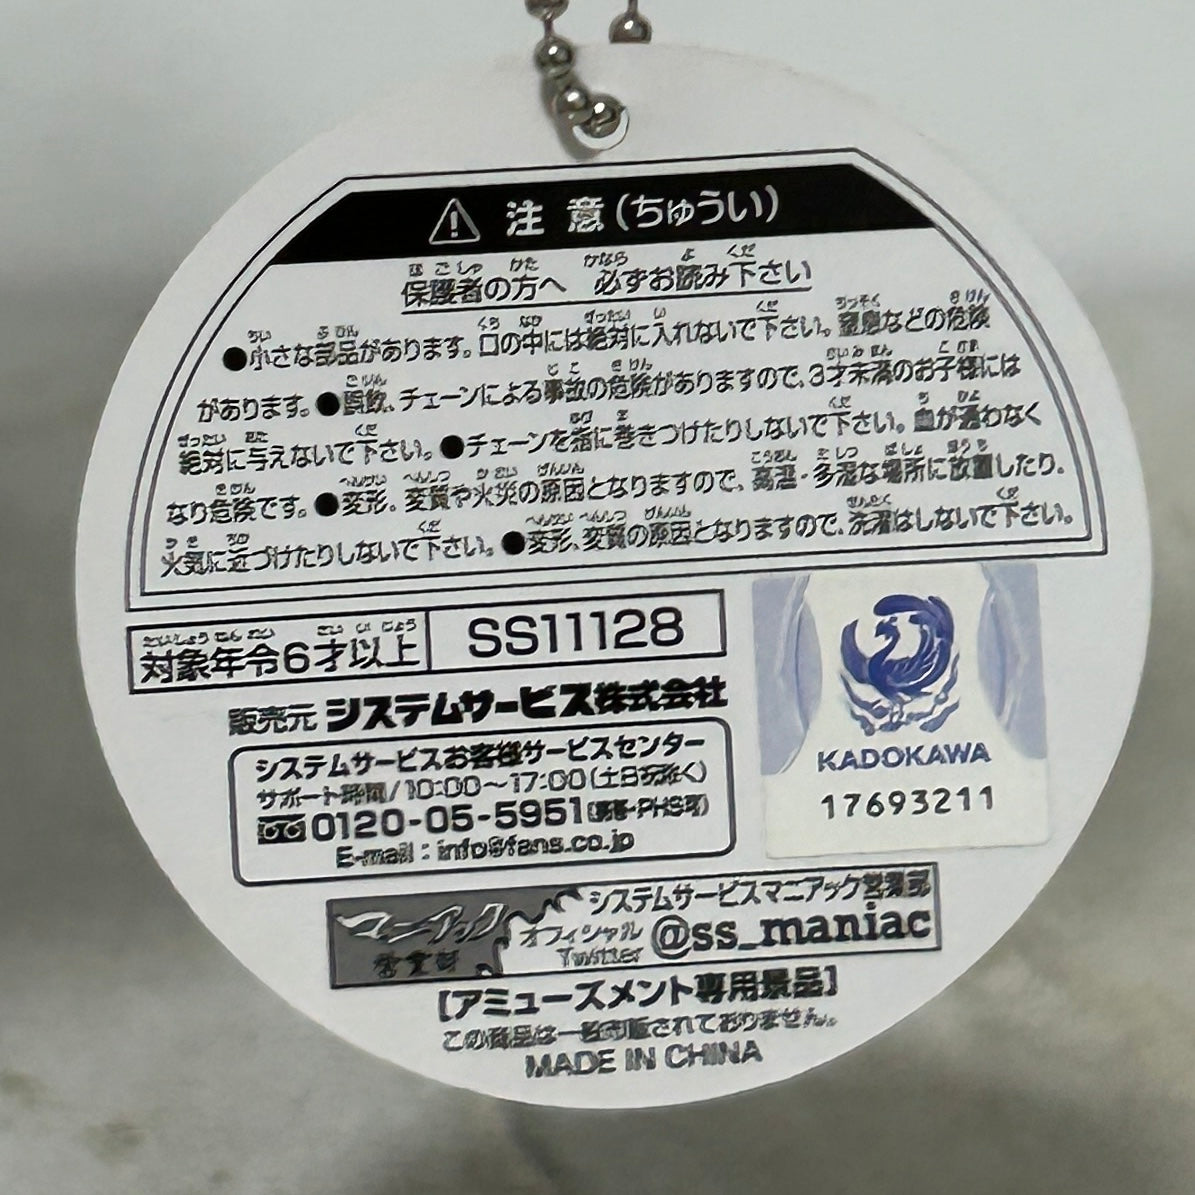 注意(ちゅうい)
保護者の方へ 必ずお読み下さい
●小さな部品があります。口の中には絶対に入れないで下さい。窒息などの危険
があります。●誤飲、チェーンによる事故の危険がありますので、3才未満のお子様には
絶対に与えないで下さい。●チェーンを指に巻きつけたりしないで下さい。血が通わなく
なり危険です。●変形、変質や火災の原因となりますので、高温・多湿な場所に放置したり、
火気に近づけたりしないで下さい。●変形、変質の原因となりますので、洗濯はしないで下さい。
対象年令6才以上 SS11128
販売元 システムサービス株式会社
システムサービスお客様サービスセンター
サポート時間/10:00～17:00(土日祝除く)
0120-05-5951(携帯・PHS可)
E-mail:info@fans.co.jp
KADOKAWA
17693211
システムサービスマニアック営業部
マニアック
営業部
オフィシャル
Twitter
@ss_maniac
【アミューズメント専用景品】
この商品は一般市販されておりません。
MADE IN CHINA